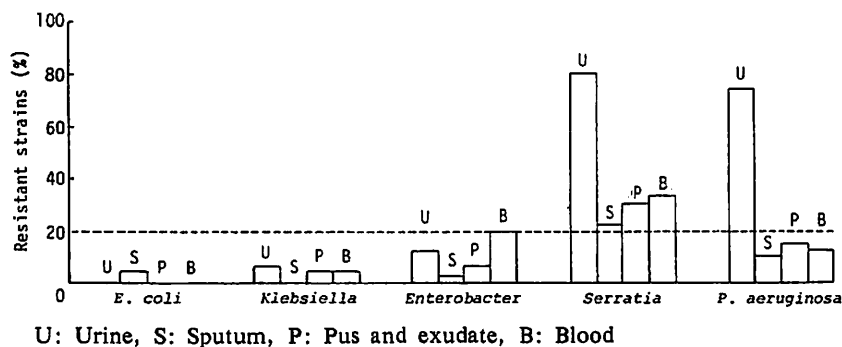 100
80
60
40
20
0
Resistant strains (%)
U S P B
U S P B
U S P B
U S P B
U S P B
E. coli Klebsiella Enterobacter Serratia P. aeruginosa
U: Urine, S: Sputum, P: Pus and exudate, B: Blood